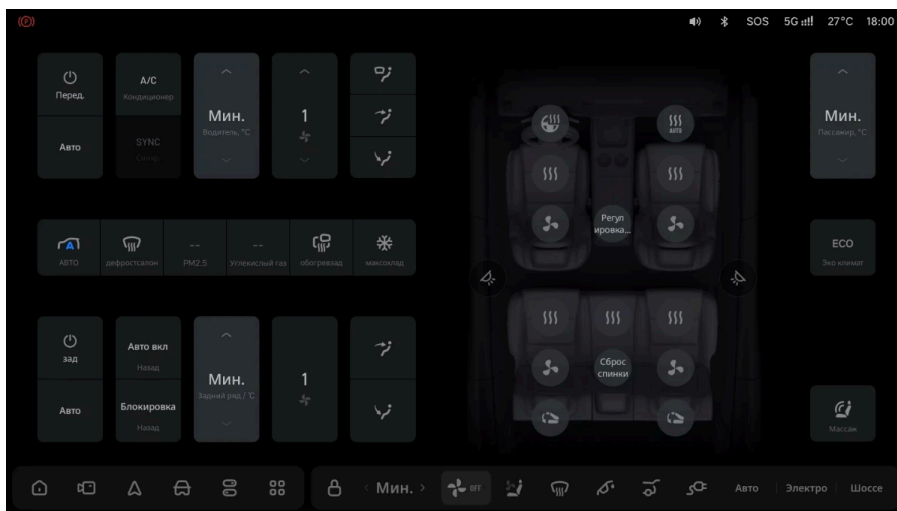 (P)
SOS 5G 27°C 18:00
Перед.
Авто
A/C
Кондиционер
SYNC
Синхр.
Мин.
Водитель, °C
1
AUTO
Регул
ировка...
Мин.
Пассажир, °C
A
АВТО
дефростсалон
--
PM2.5
--
Углекислый газ
обогревзад
максохлад
ECO
Эко климат
зад
Авто
Авто вкл
Назад
Блокировка
Назад
Мин.
Задний ряд / °C
1
Сброс
спинки
Массаж
Мин.
OFF
Авто
Электро
Шоссе